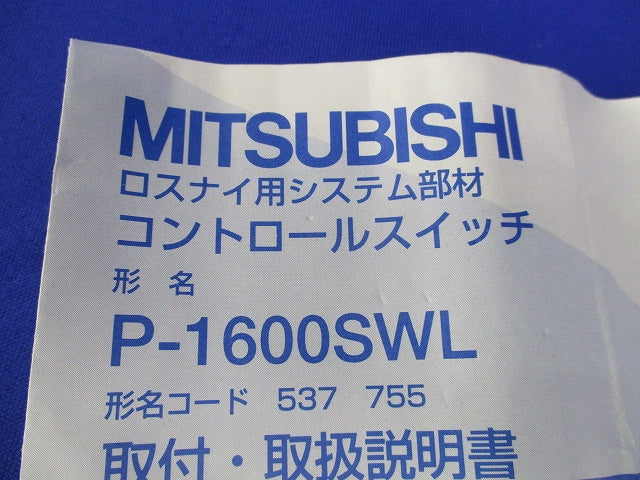 MITSUBISHI
ロスナイ用システム部材
コントロールスイッチ
形 名
P-1600SWL
形名コード 537 755
取付・取扱説明書